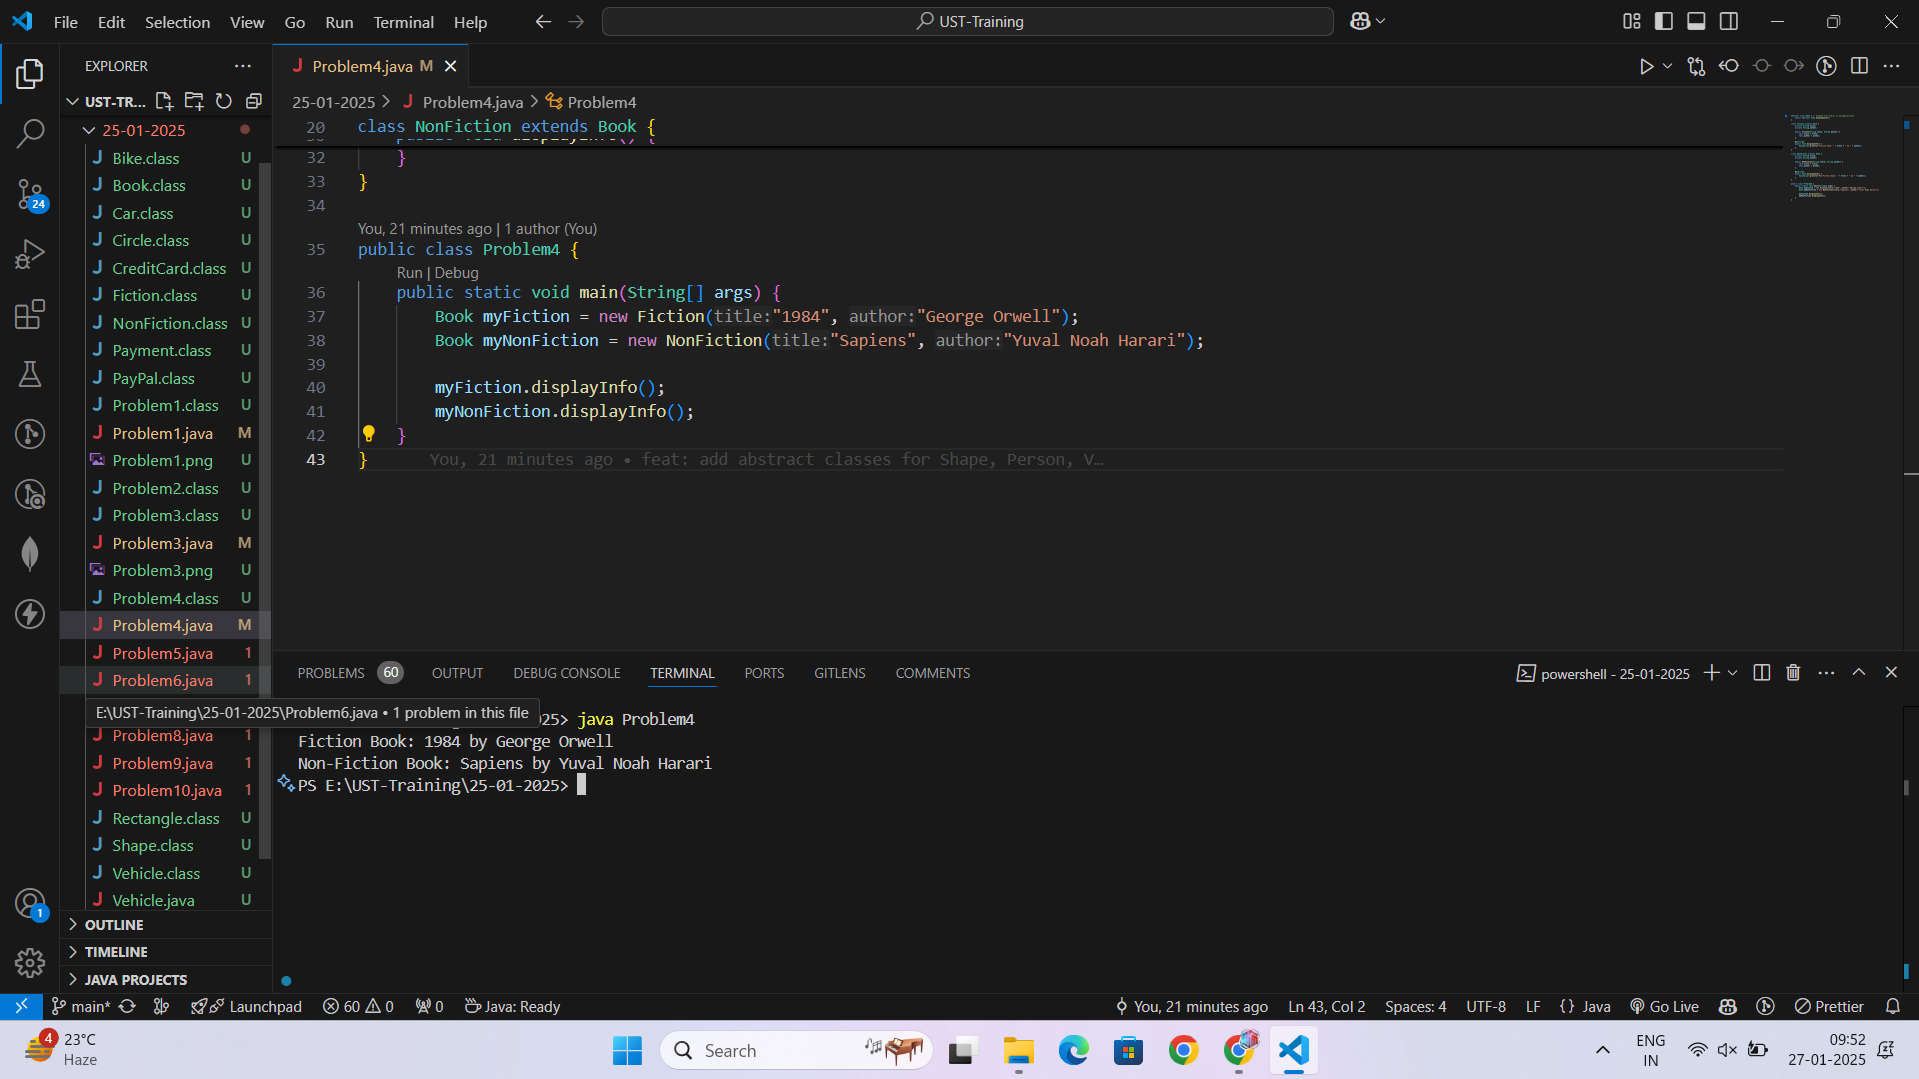 File Edit Selection View Go Run Terminal Help
UST-Training
EXPLORER
UST-TR...
25-01-2025
Bike.class U
Book.class U
Car.class U
Circle.class U
CreditCard.class U
Fiction.class U
NonFiction.class U
Payment.class U
PayPal.class U
Problem1.class U
Problem1.java M
Problem1.png U
Problem2.class U
Problem3.class U
Problem3.java M
Problem3.png U
Problem4.class U
Problem4.java M
Problem5.java 1
Problem6.java 1
E:\UST-Training\25-01-2025\Problem6.java • 1 problem in this file
Problem8.java 1
Problem9.java 1
Problem10.java 1
Rectangle.class U
Shape.class U
Vehicle.class U
Vehicle.java U
OUTLINE
TIMELINE
JAVA PROJECTS
24
1
Problem4.java M
25-01-2025 > Problem4.java > Problem4
20 class NonFiction extends Book {
32 }
33 }
34
You, 21 minutes ago | 1 author (You)
35 public class Problem4 {
Run | Debug
36 public static void main(String[] args) {
37 Book myFiction = new Fiction(title:"1984", author:"George Orwell");
38 Book myNonFiction = new NonFiction(title:"Sapiens", author:"Yuval Noah Harari");
39
40 myFiction.displayInfo();
41 myNonFiction.displayInfo();
42 }
43 } You, 21 minutes ago • feat: add abstract classes for Shape, Person, V…
PROBLEMS 60 OUTPUT DEBUG CONSOLE TERMINAL PORTS GITLENS COMMENTS
powershell - 25-01-2025
25> java Problem4
Fiction Book: 1984 by George Orwell
Non-Fiction Book: Sapiens by Yuval Noah Harari
PS E:\UST-Training\25-01-2025>
main* Launchpad 60 0 0 Java: Ready
You, 21 minutes ago Ln 43, Col 2 Spaces: 4 UTF-8 LF {} Java Go Live Prettier
4 23°C
Haze
Search
ENG
IN
09:52
27-01-2025